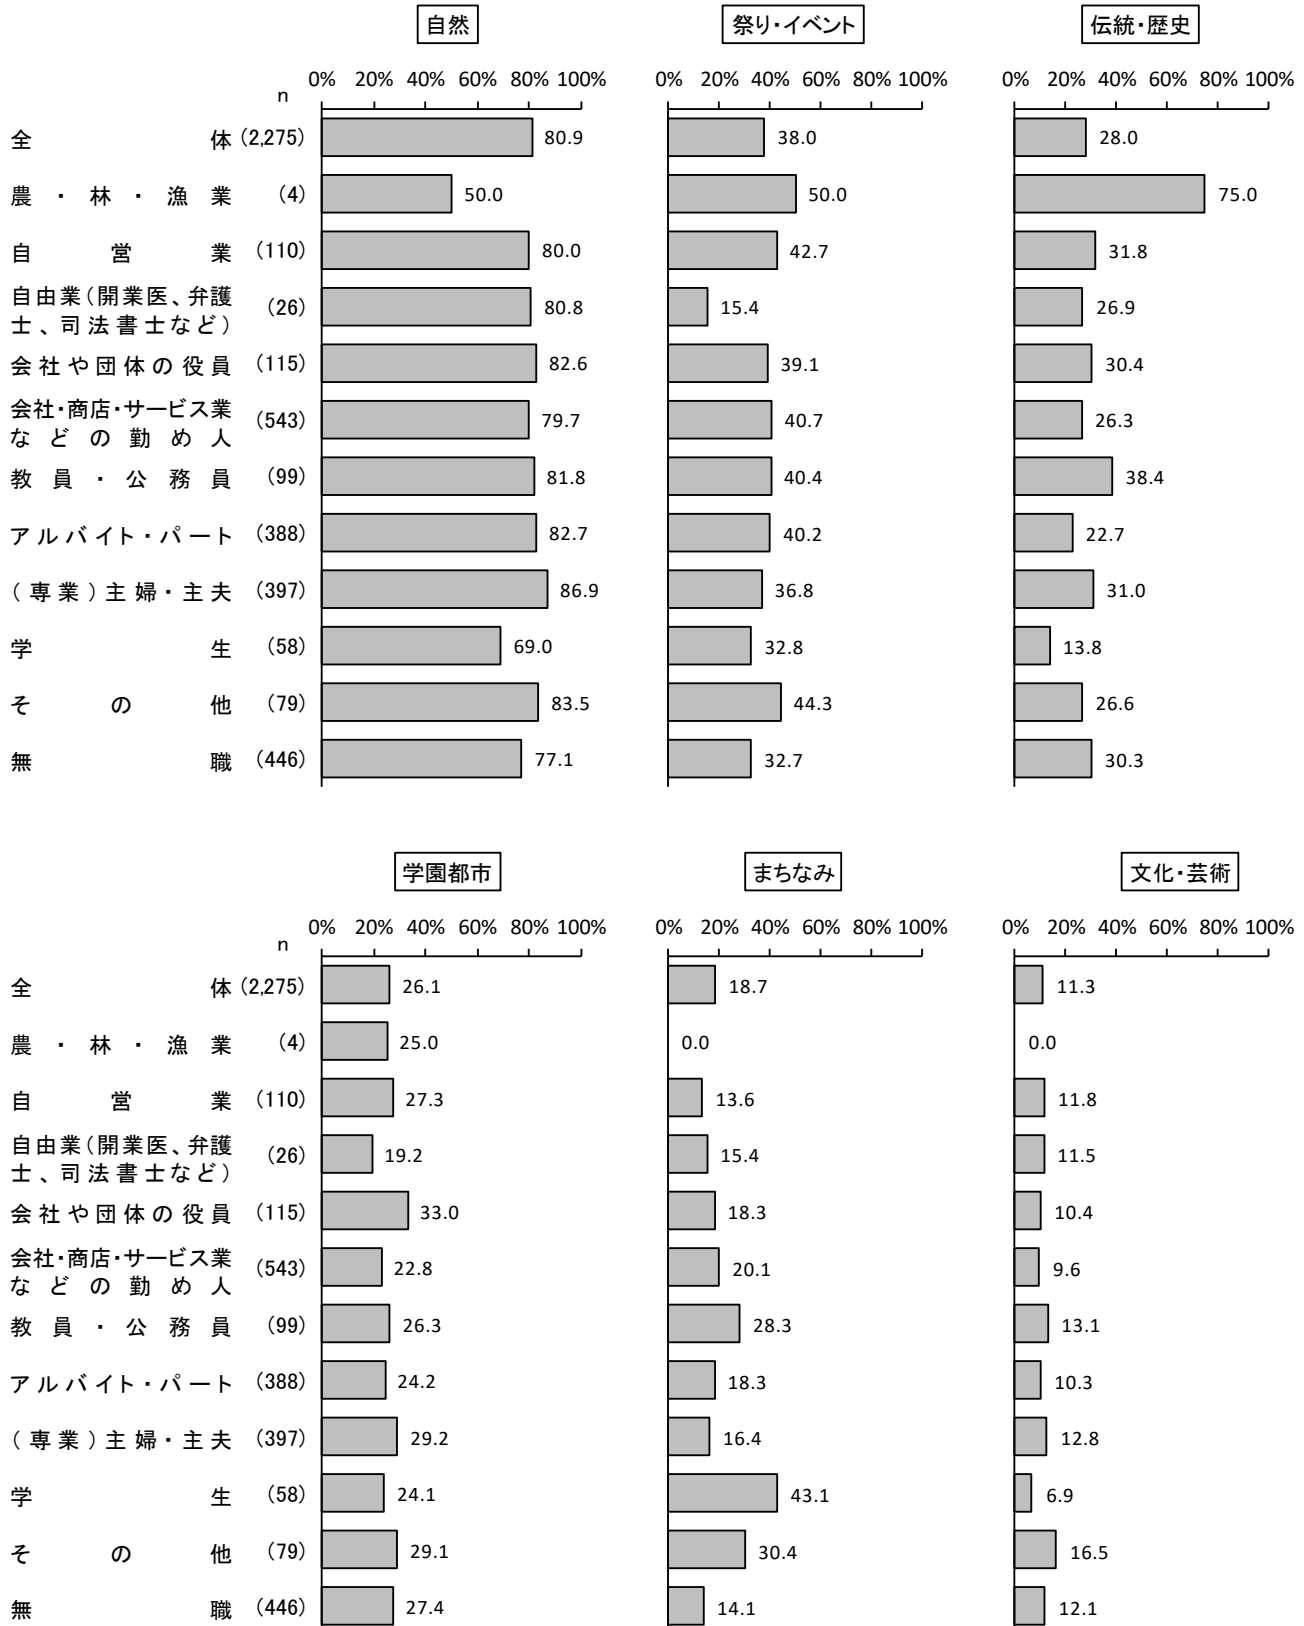 自然 祭り・イベント 伝統・歴史
0% 20% 40% 60% 80% 100% 0% 20% 40% 60% 80% 100% 0% 20% 40% 60% 80% 100%
n
全体 (2,275) 80.9 38.0 28.0
農・林・漁業 (4) 50.0 50.0 75.0
自営業 (110) 80.0 42.7 31.8
自由業(開業医、弁護
士、司法書士など) (26) 80.8 15.4 26.9
会社や団体の役員 (115) 82.6 39.1 30.4
会社・商店・サービス業
などの勤め人 (543) 79.7 40.7 26.3
教員・公務員 (99) 81.8 40.4 38.4
アルバイト・パート (388) 82.7 40.2 22.7
(専業)主婦・主夫 (397) 86.9 36.8 31.0
学生 (58) 69.0 32.8 13.8
その他 (79) 83.5 44.3 26.6
無職 (446) 77.1 32.7 30.3
学園都市 まちなみ 文化・芸術
0% 20% 40% 60% 80% 100% 0% 20% 40% 60% 80% 100% 0% 20% 40% 60% 80% 100%
n
全体 (2,275) 26.1 18.7 11.3
農・林・漁業 (4) 25.0 0.0 0.0
自営業 (110) 27.3 13.6 11.8
自由業(開業医、弁護
士、司法書士など) (26) 19.2 15.4 11.5
会社や団体の役員 (115) 33.0 18.3 10.4
会社・商店・サービス業
などの勤め人 (543) 22.8 20.1 9.6
教員・公務員 (99) 26.3 28.3 13.1
アルバイト・パート (388) 24.2 18.3 10.3
(専業)主婦・主夫 (397) 29.2 16.4 12.8
学生 (58) 24.1 43.1 6.9
その他 (79) 29.1 30.4 16.5
無職 (446) 27.4 14.1 12.1